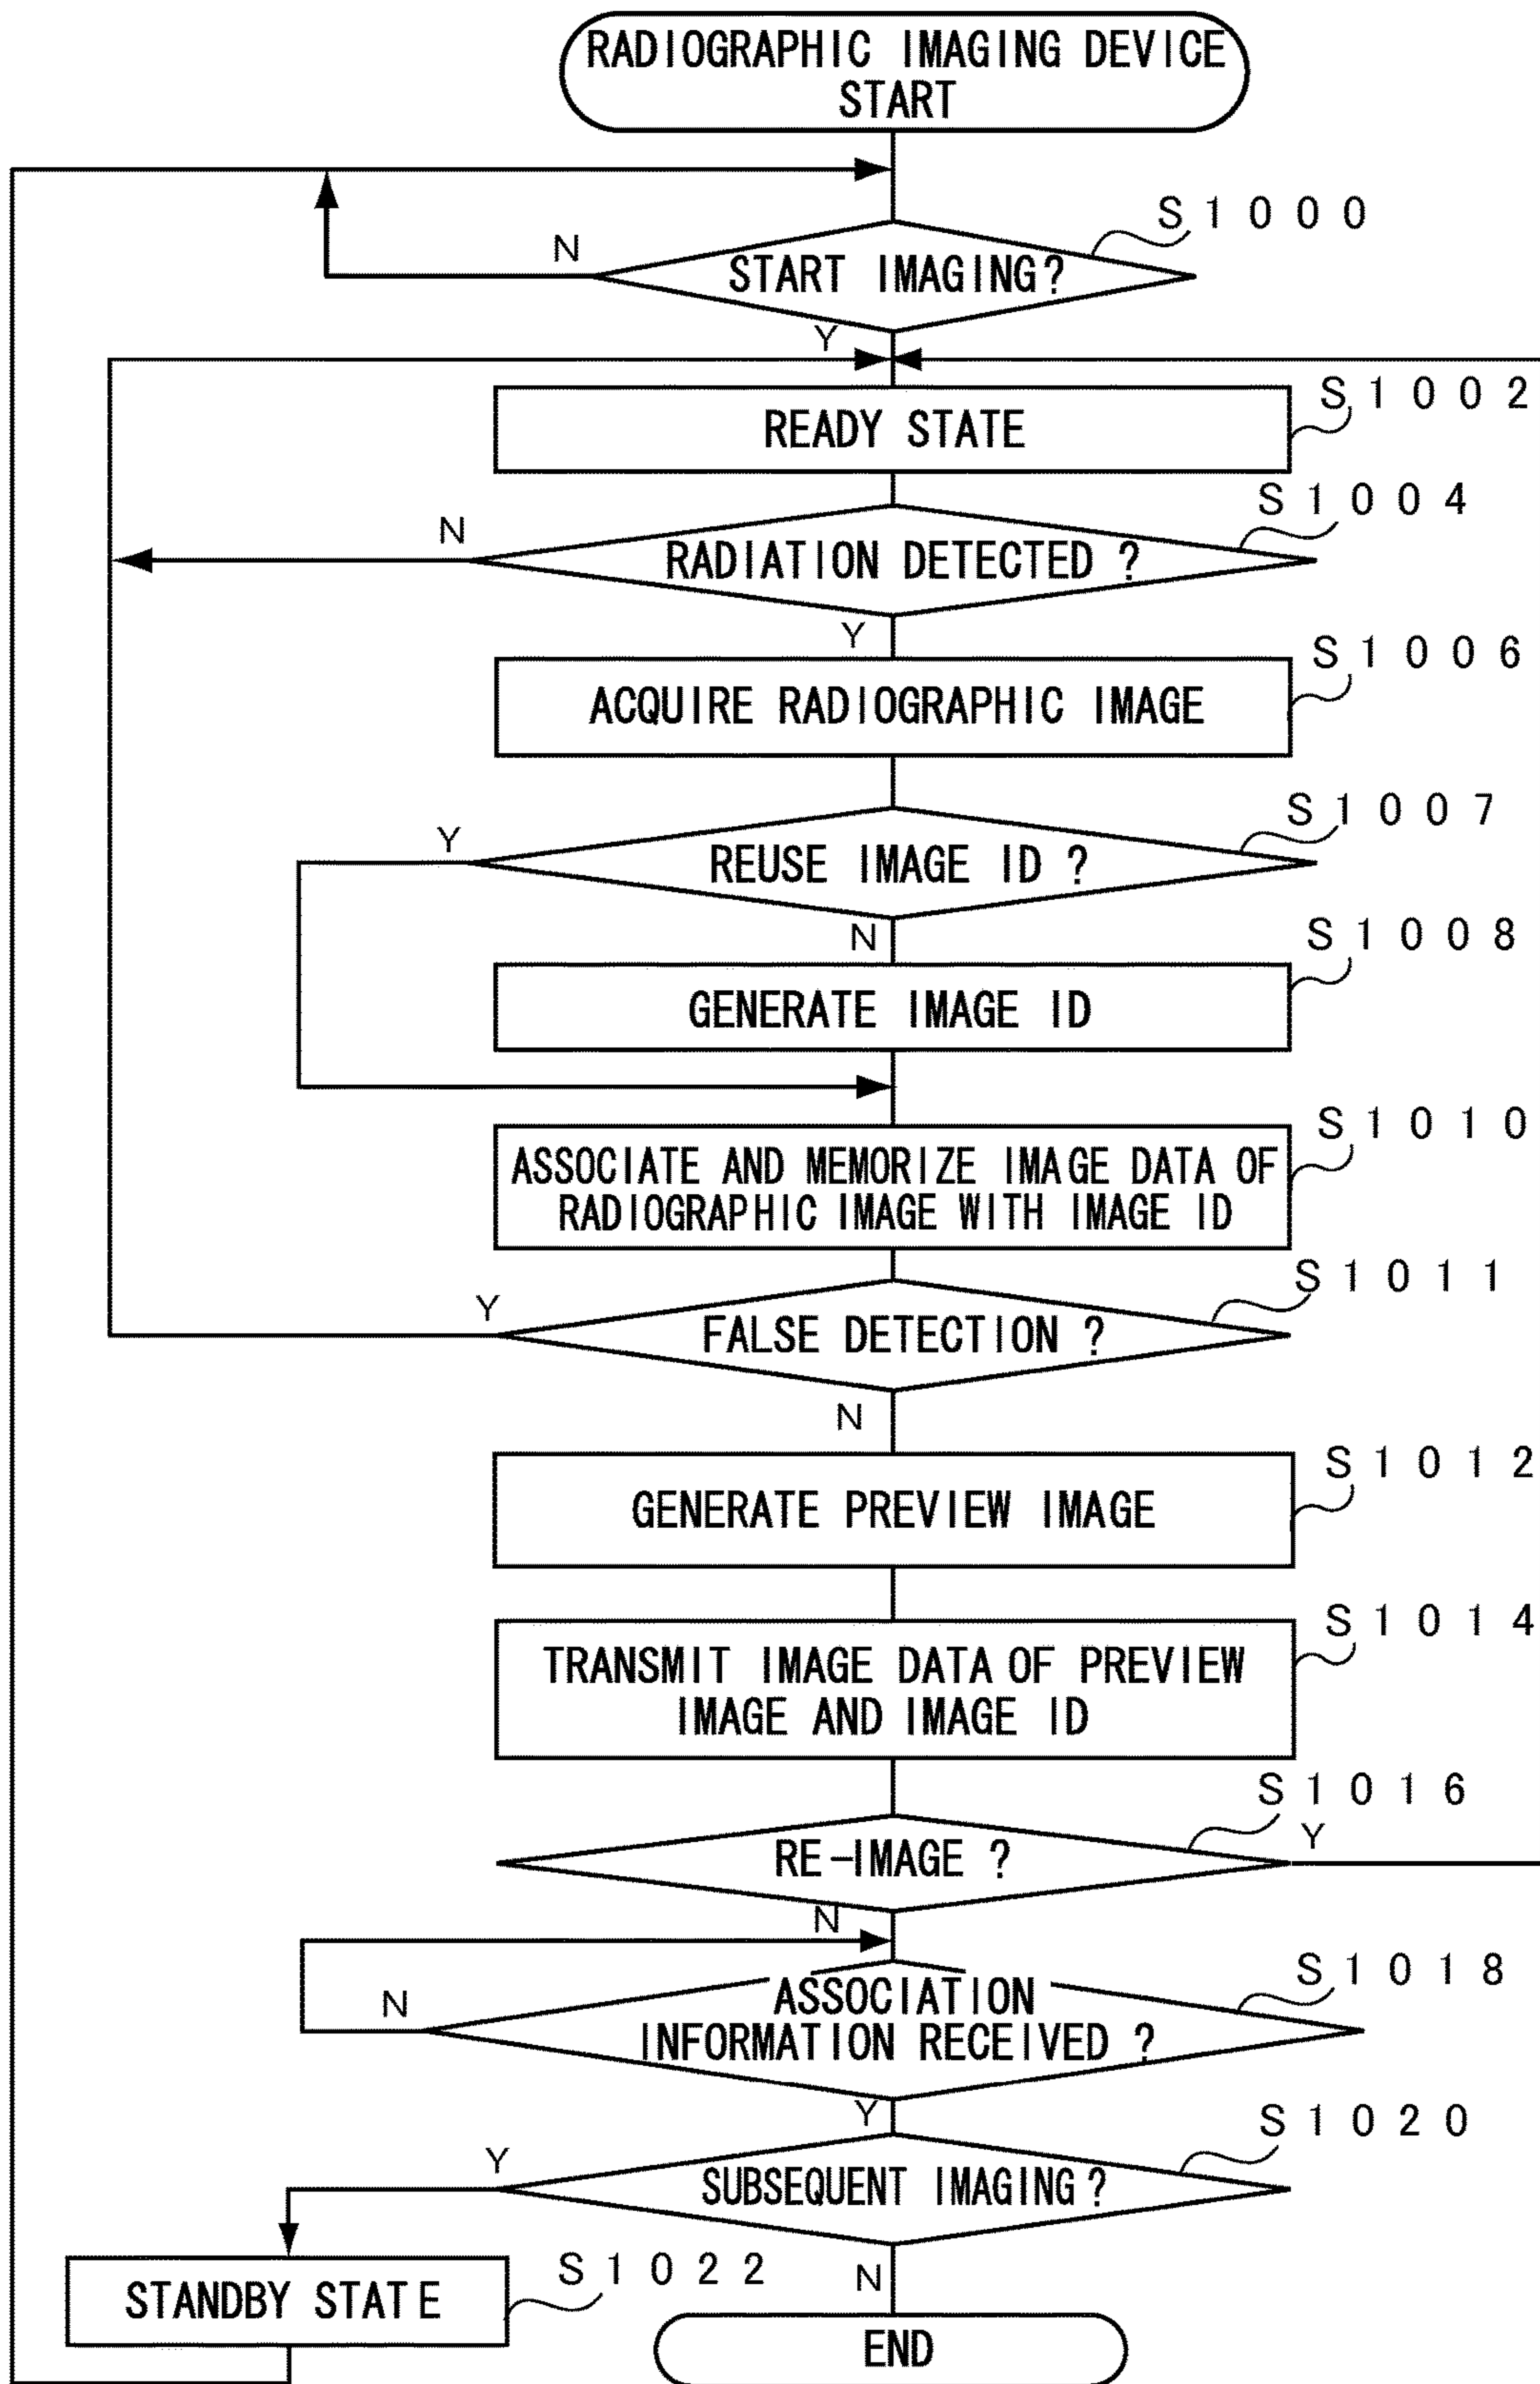 RADIOGRAPHIC IMAGING DEVICE
START
S1000
N
START IMAGING?
Y
S1002
READY STATE
S1004
N
RADIATION DETECTED ?
Y
S1006
ACQUIRE RADIOGRAPHIC IMAGE
S1007
Y
REUSE IMAGE ID ?
N
S1008
GENERATE IMAGE ID
S1010
ASSOCIATE AND MEMORIZE IMAGE DATA OF
RADIOGRAPHIC IMAGE WITH IMAGE ID
S1011
Y
FALSE DETECTION ?
N
S1012
GENERATE PREVIEW IMAGE
S1014
TRANSMIT IMAGE DATA OF PREVIEW
IMAGE AND IMAGE ID
S1016
Y
RE-IMAGE ?
N
S1018
N
ASSOCIATION
INFORMATION RECEIVED ?
Y
S1020
Y
SUBSEQUENT IMAGING?
S1022
N
STANDBY STATE
END